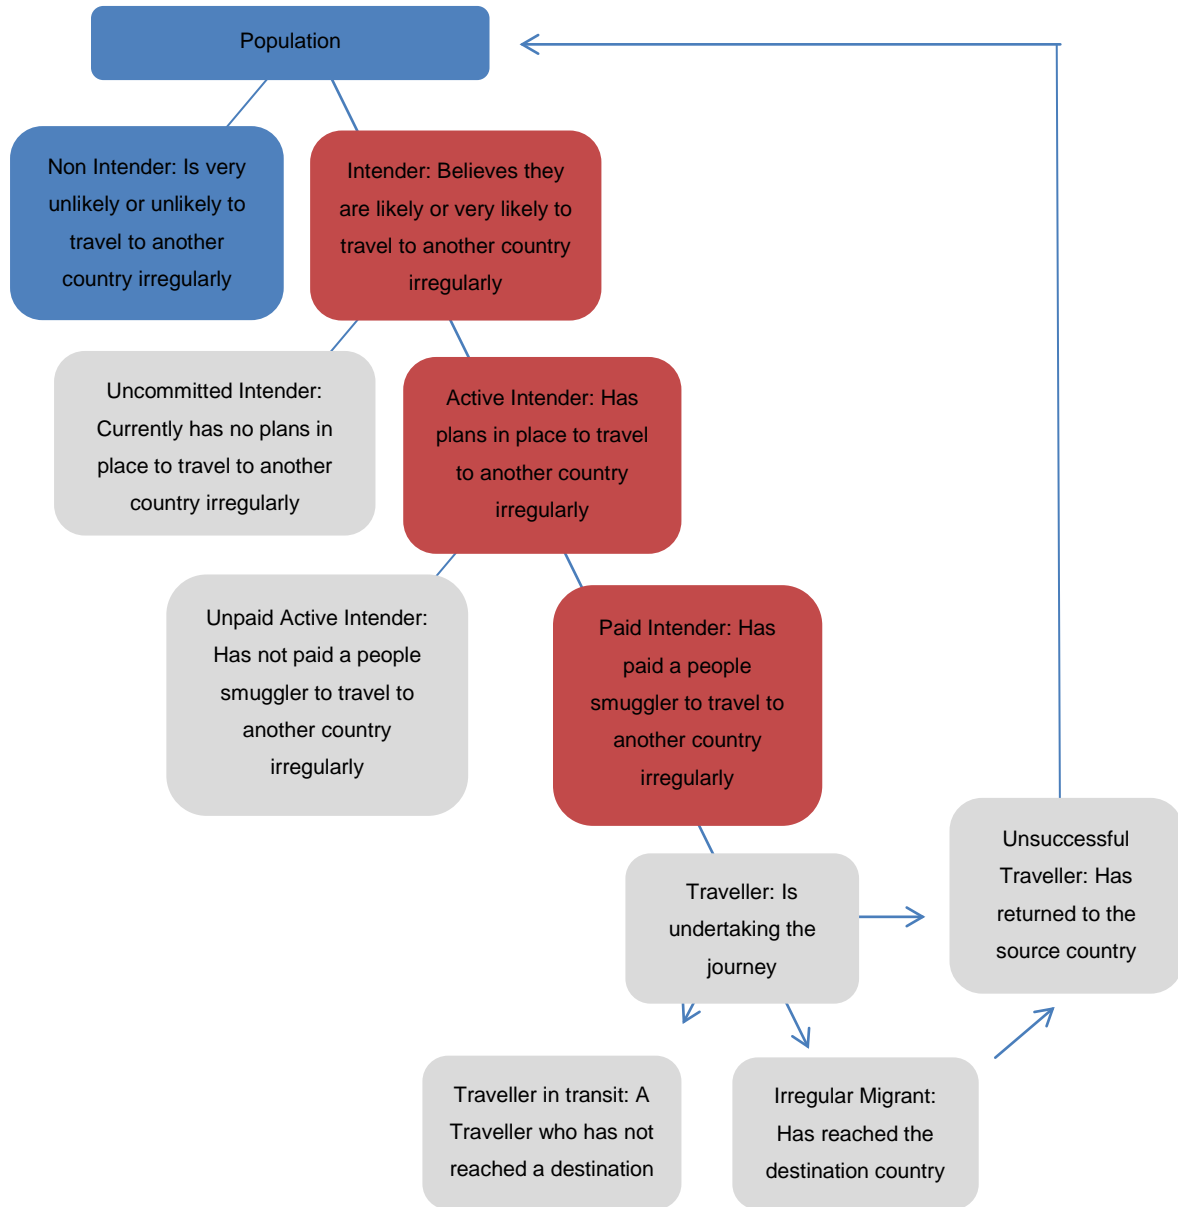 Population
Non Intender: Is very
unlikely or unlikely to
travel to another
country irregularly
Intender: Believes they
are likely or very likely to
travel to another country
irregularly
Uncommitted Intender:
Currently has no plans in
place to travel to another
country irregularly
Active Intender: Has
plans in place to travel
to another country
irregularly
Unpaid Active Intender:
Has not paid a people
smuggler to travel to
another country
irregularly
Paid Intender: Has
paid a people
smuggler to travel to
another country
irregularly
Traveller: Is
undertaking the
journey
Unsuccessful
Traveller: Has
returned to the
source country
Traveller in transit: A
Traveller who has not
reached a destination
Irregular Migrant:
Has reached the
destination country